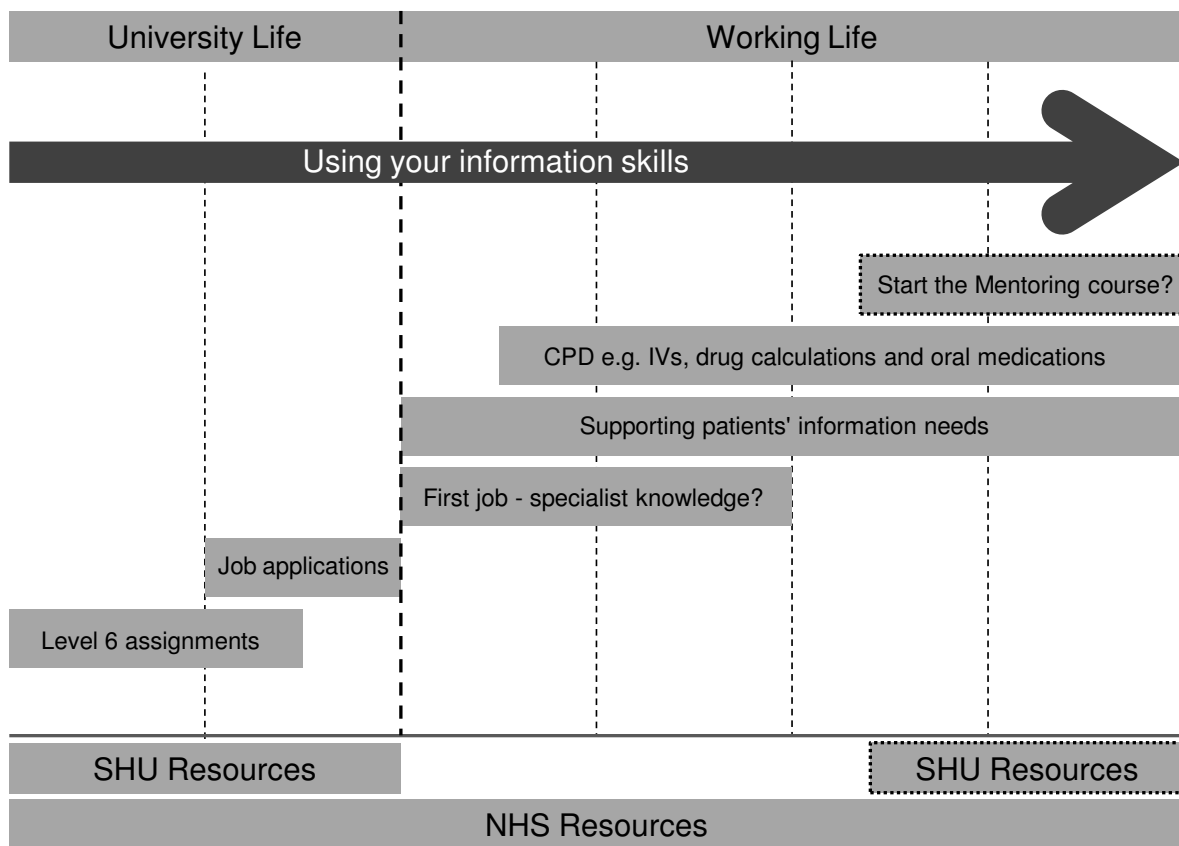 University Life
Working Life
Using your information skills
Start the Mentoring course?
CPD e.g. IVs, drug calculations and oral medications
Supporting patients' information needs
First job - specialist knowledge?
Job applications
Level 6 assignments
SHU Resources
SHU Resources
NHS Resources